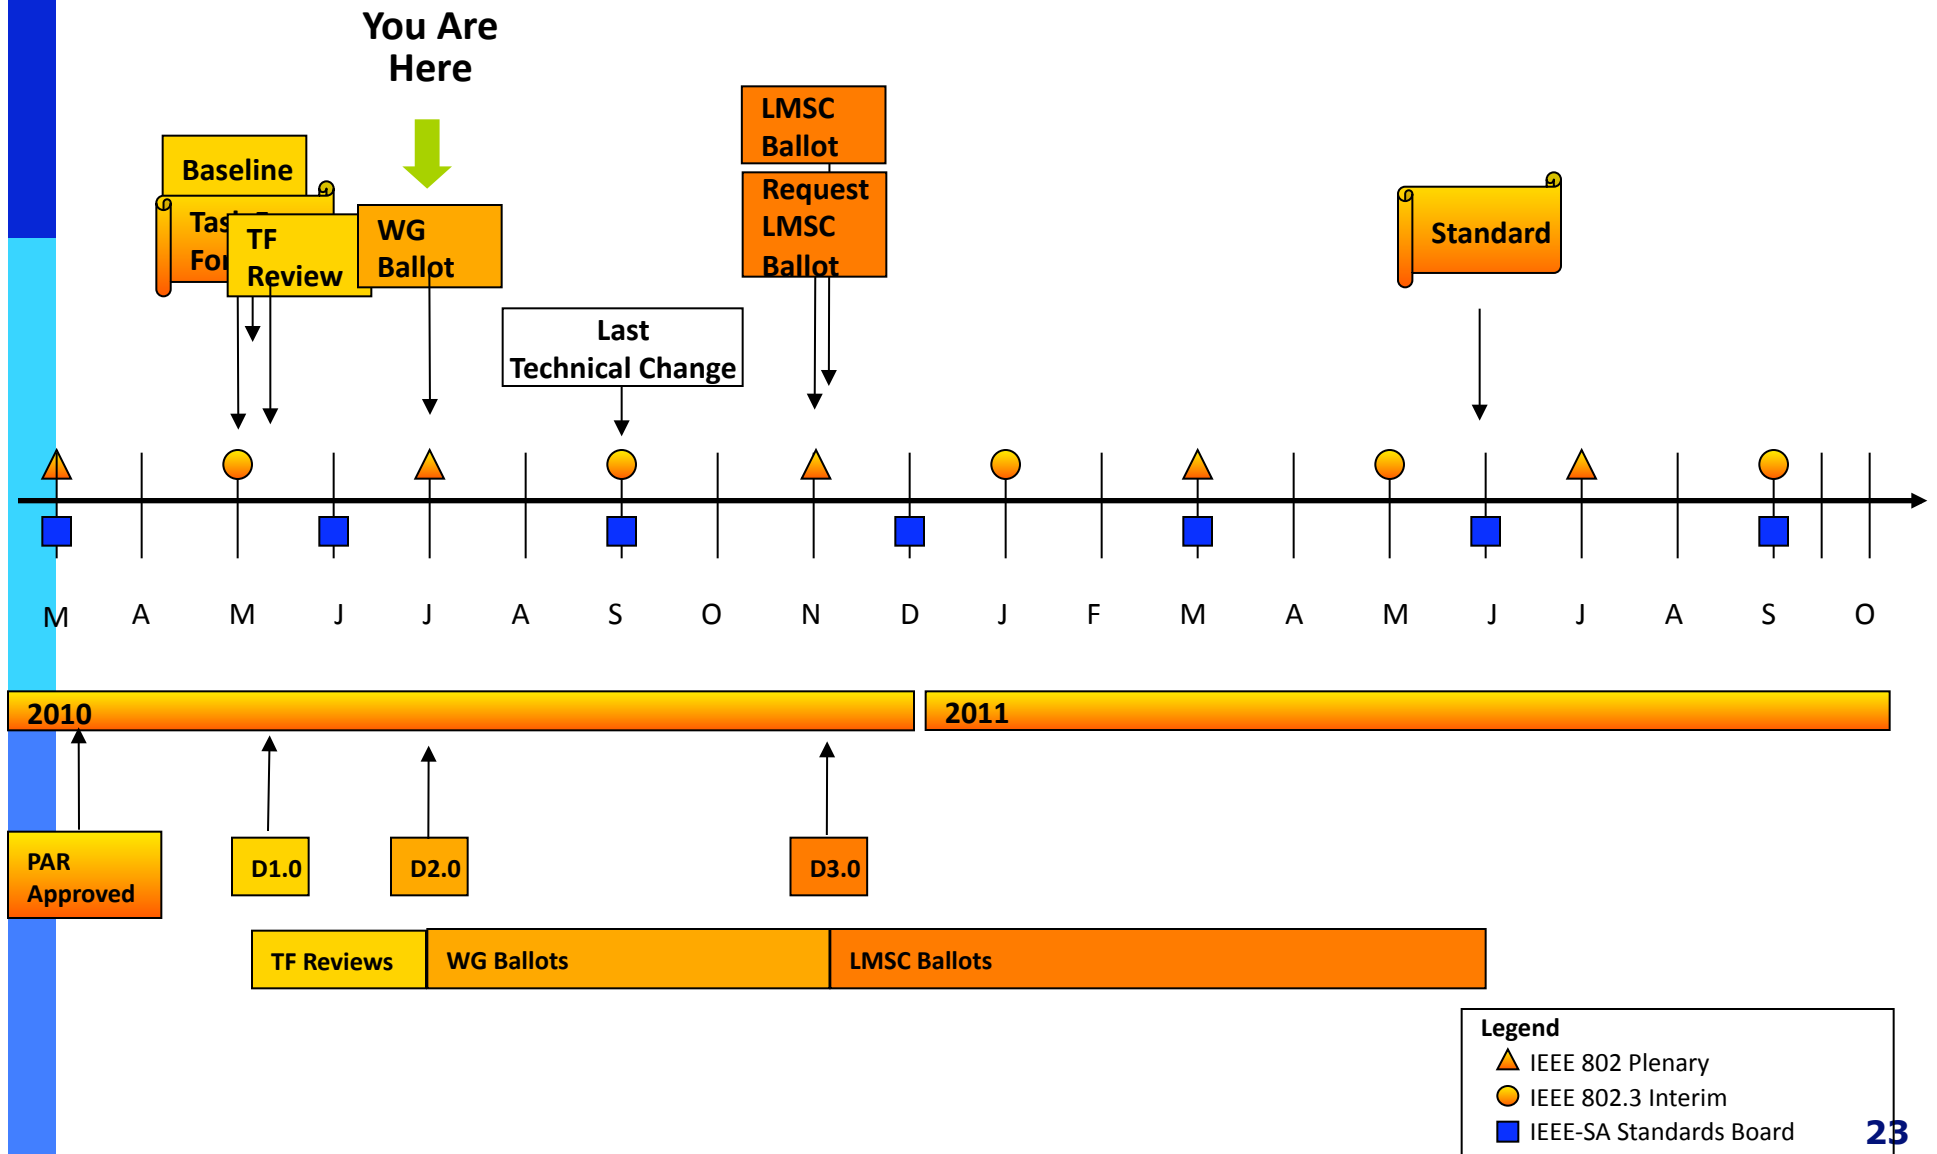 You Are
Here
LMSC
Ballot
Baseline
Request
LMSC
Ballot
TF
Review
WG
Ballot
Standard
Last
Technical Change
M A M J J A S O N D J F M A M J J A S O
2010
2011
PAR
Approved
D1.0
D2.0
D3.0
TF Reviews
WG Ballots
LMSC Ballots
Legend
IEEE 802 Plenary
IEEE 802.3 Interim
IEEE-SA Standards Board
23